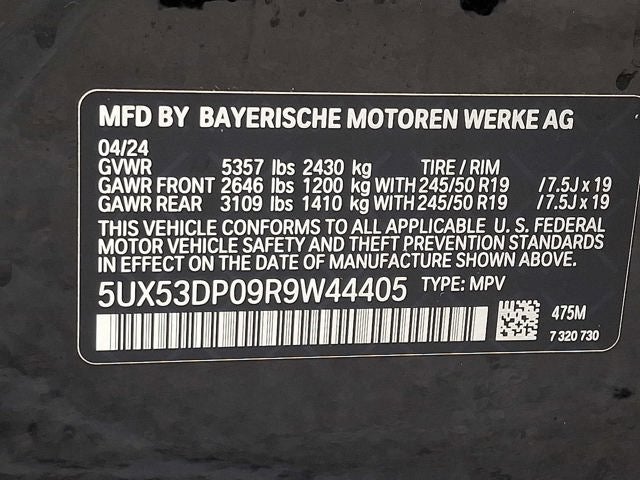 MFD BY BAYERISCHE MOTOREN WERKE AG
04/24
GVWR 5357 lbs 2430 kg TIRE / RIM
GAWR FRONT 2646 lbs 1200 kg WITH 245/50 R19 / 7.5J x 19
GAWR REAR 3109 lbs 1410 kg WITH 245/50 R19 / 7.5J x 19
THIS VEHICLE CONFORMS TO ALL APPLICABLE U. S. FEDERAL
MOTOR VEHICLE SAFETY AND THEFT PREVENTION STANDARDS
IN EFFECT ON THE DATE OF MANUFACTURE SHOWN ABOVE.
5UX53DP09R9W44405 TYPE: MPV
475M
7 320 730